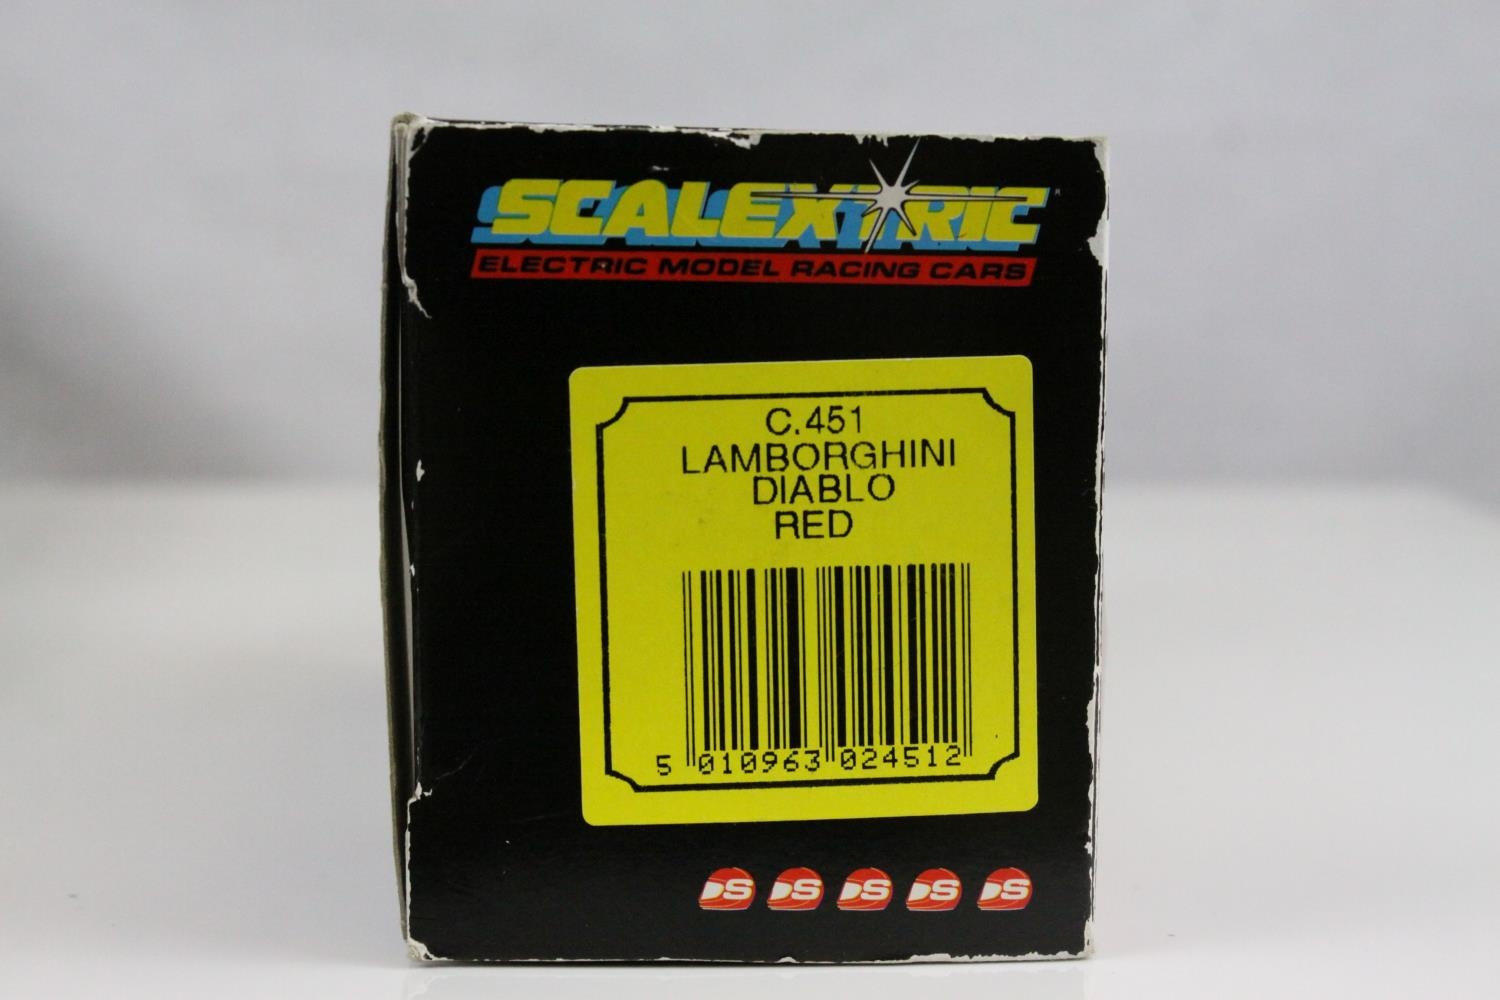 SCALEXTRIC
ELECTRIC MODEL RACING CARS
C.451
LAMBORGHINI
DIABLO
RED
5 010963 024512
S S S S S